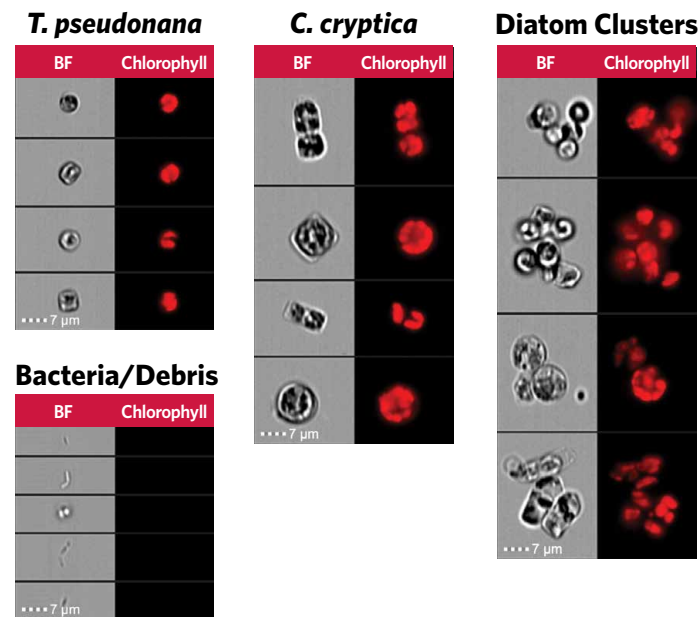 T. pseudonana
BF Chlorophyll
7 µm
Bacteria/Debris
BF Chlorophyll
7 µm
C. cryptica
BF Chlorophyll
7 µm
Diatom Clusters
BF Chlorophyll
7 µm